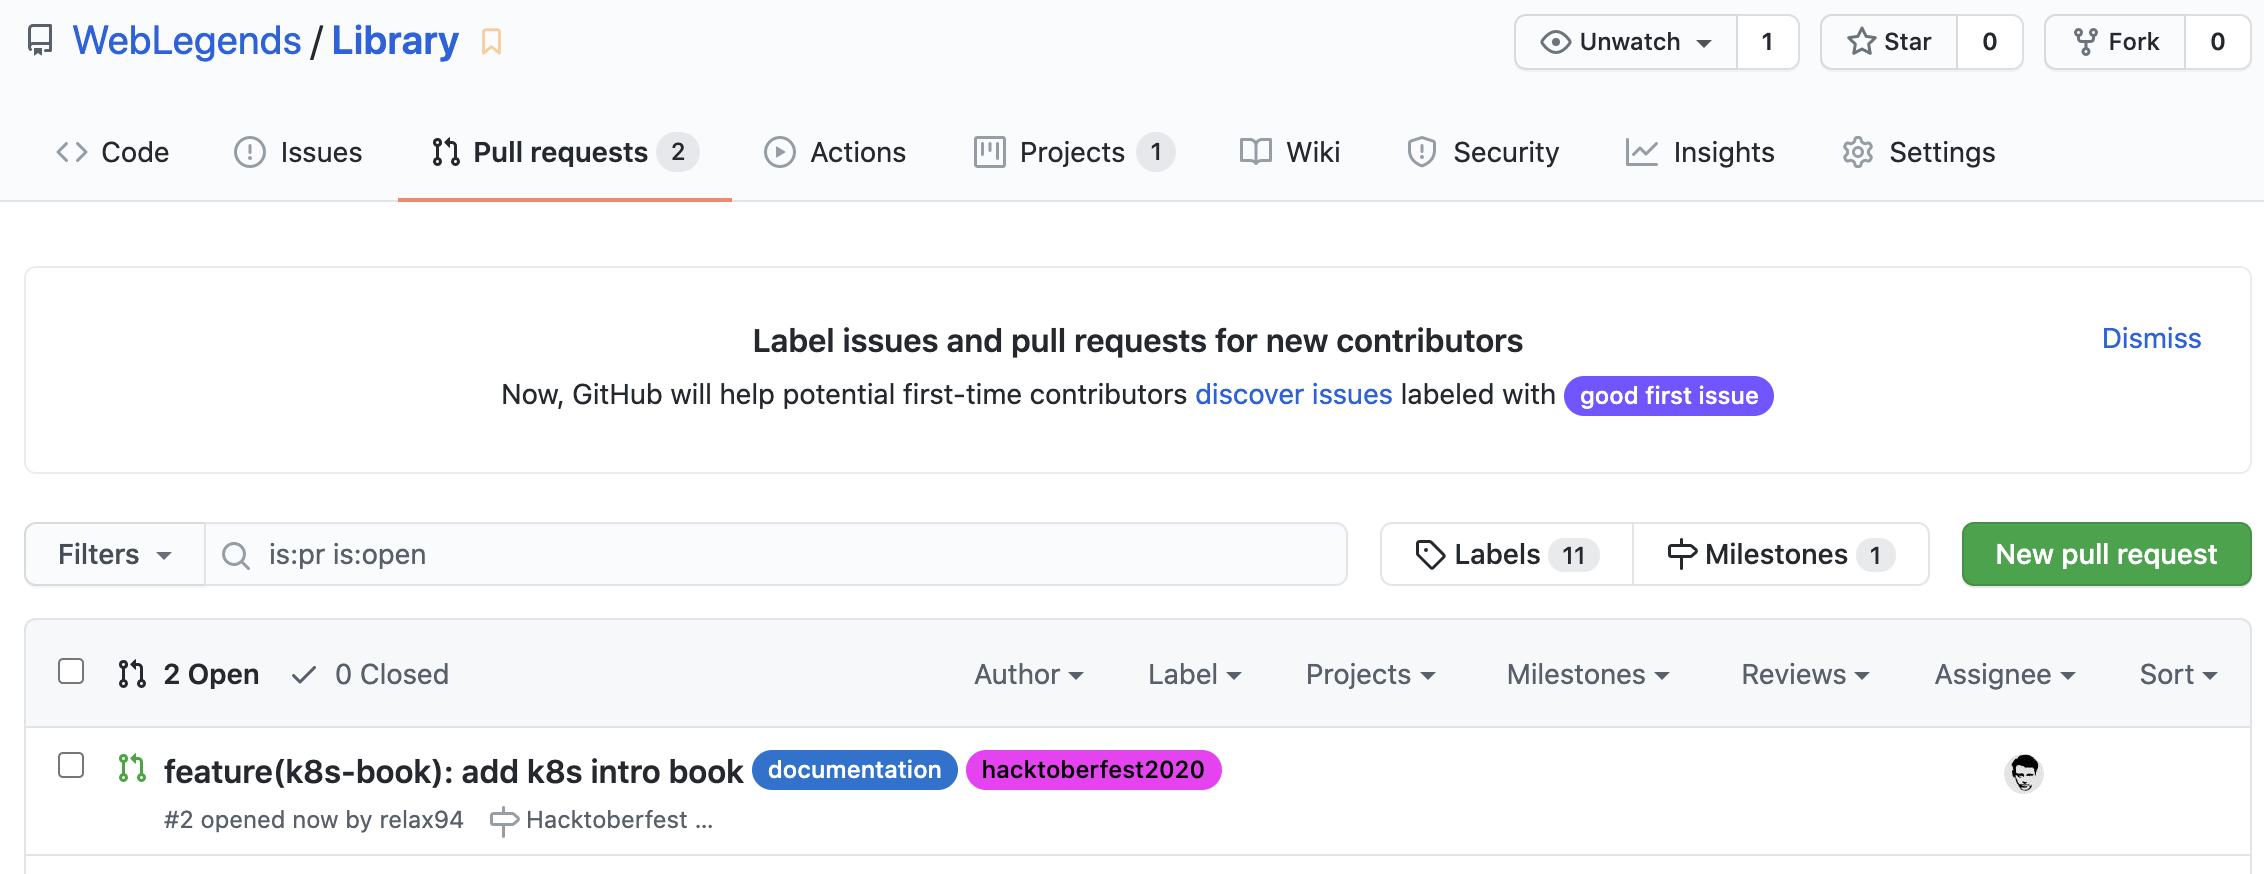 WebLegends / Library
Unwatch 1 Star 0 Fork 0
Code Issues Pull requests 2 Actions Projects 1 Wiki Security Insights Settings
Label issues and pull requests for new contributors
Dismiss
Now, GitHub will help potential first-time contributors discover issues labeled with good first issue
Filters is:pr is:open Labels 11 Milestones 1 New pull request
2 Open 0 Closed Author Label Projects Milestones Reviews Assignee Sort
feature(k8s-book): add k8s intro book documentation hacktoberfest2020
#2 opened now by relax94 Hacktoberfest ...